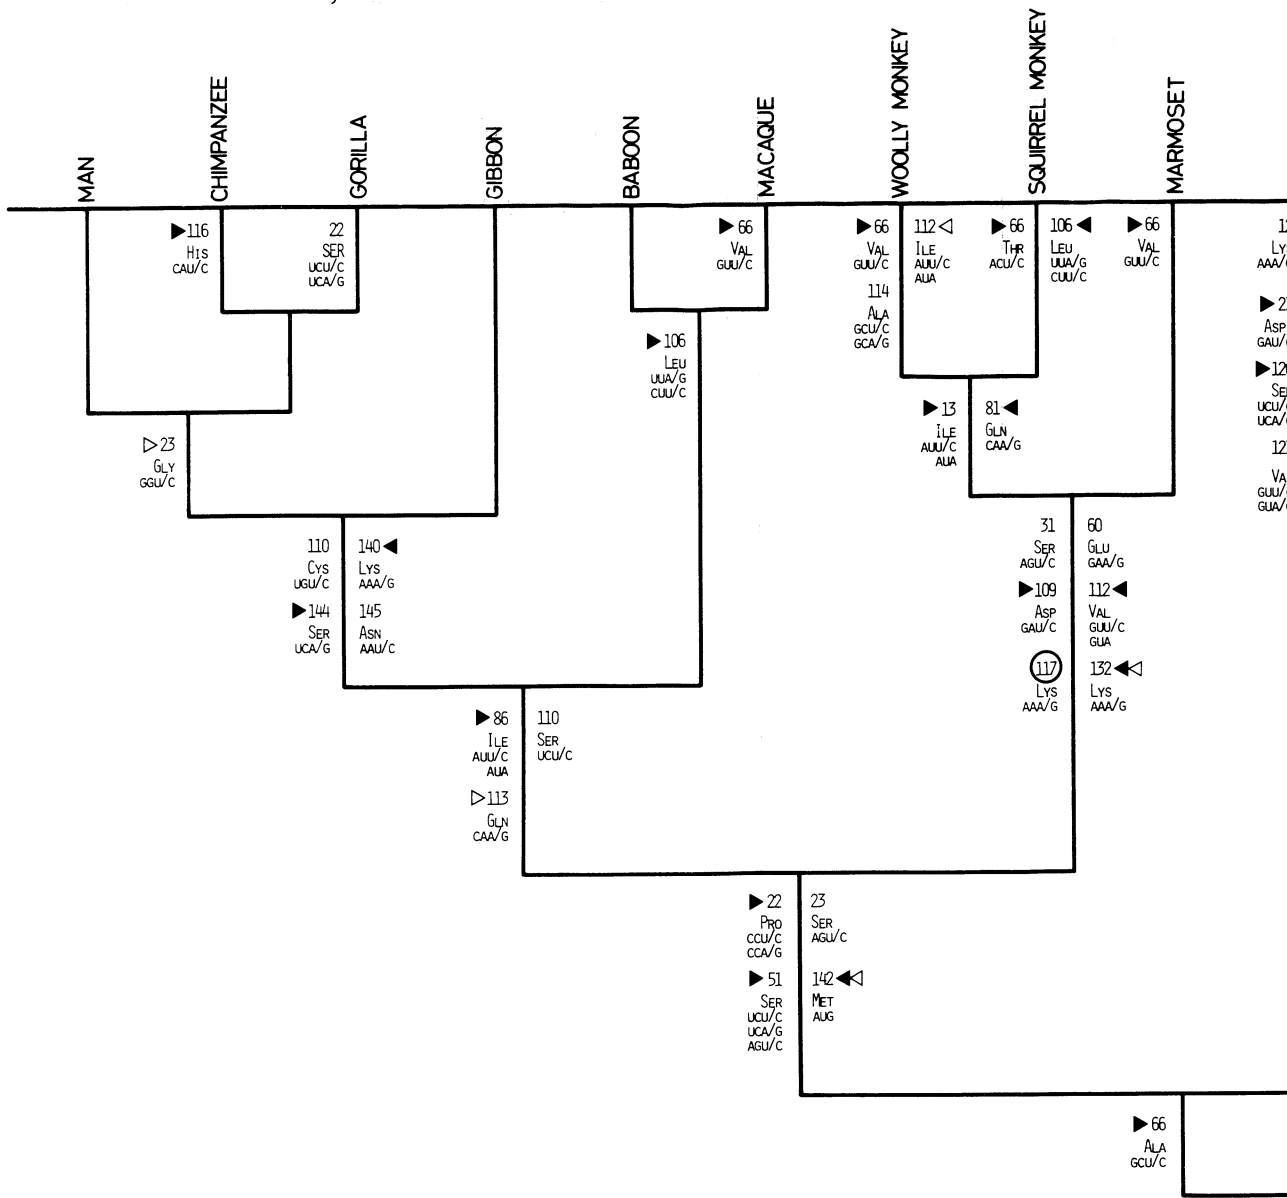 MAN
CHIMPANZEE
GORILLA
GIBBON
BABOON
MACAQUE
WOOLLY MONKEY
SQUIRREL MONKEY
MARMOSET
▶116
HIS
CAU/C
22
SER
UCU/C
UCA/G
▶66
VAL
GUU/C
▶66
VAL
GUU/C
114
ALA
GCU/C
GCA/G
112◁
ILE
AUU/C
AUA
▶66
THR
ACU/C
106◀
LEU
UUA/G
CUU/C
▶66
VAL
GUU/C
▶106
LEU
UUA/G
CUU/C
▶13
ILE
AUU/C
AUA
81◀
GLN
CAA/G
▷23
GLY
GGU/C
110
CYS
UGU/C
▶144
SER
UCA/G
140◀
LYS
AAA/G
145
ASN
AAU/C
31
SER
AGU/C
▶109
ASP
GAU/C
117
LYS
AAA/G
60
GLU
GAA/G
112◀
VAL
GUU/C
GUA
132◀◁
LYS
AAA/G
▶86
ILE
AUU/C
AUA
▷113
GLN
CAA/G
110
SER
UCU/C
▶22
PRO
CCU/C
CCA/G
▶51
SER
UCU/C
UCA/G
AGU/C
23
SER
AGU/C
142◀◁
MET
AUG
▶66
ALA
GCU/C